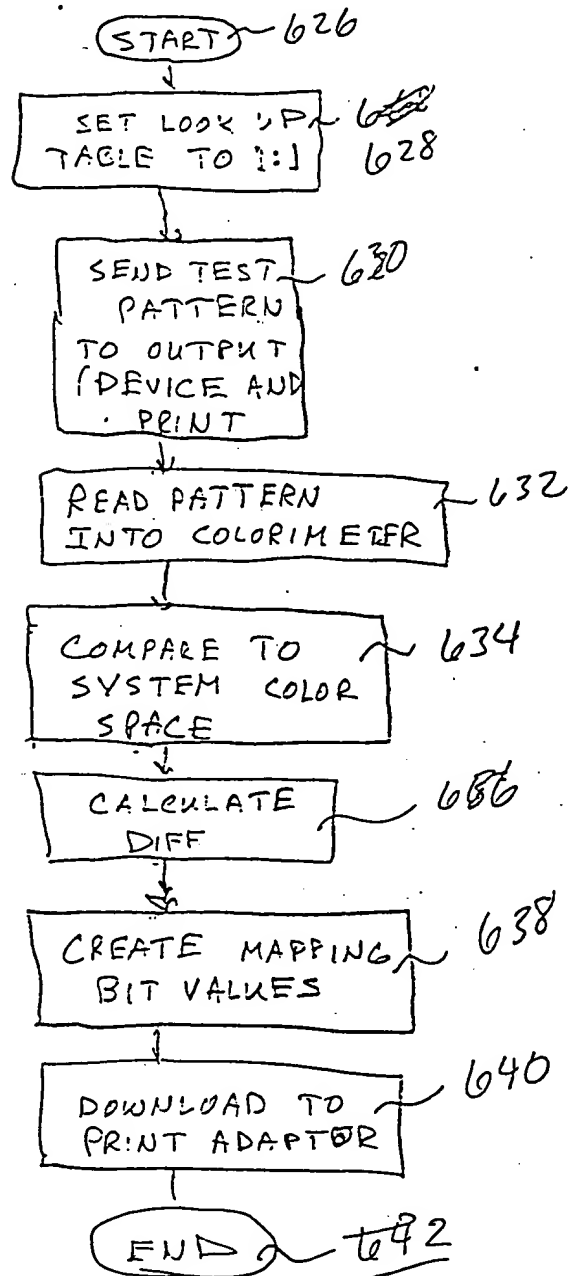 START 626
SET LOOK UP
TABLE TO 1:1 628
SEND TEST 630
PATTERN
TO OUTPUT
DEVICE AND
PRINT
READ PATTERN 632
INTO COLORIMETER
COMPARE TO 634
SYSTEM COLOR
SPACE
CALCULATE 636
DIFF
CREATE MAPPING 638
BIT VALUES
DOWNLOAD TO 640
PRINT ADAPTOR
END 642